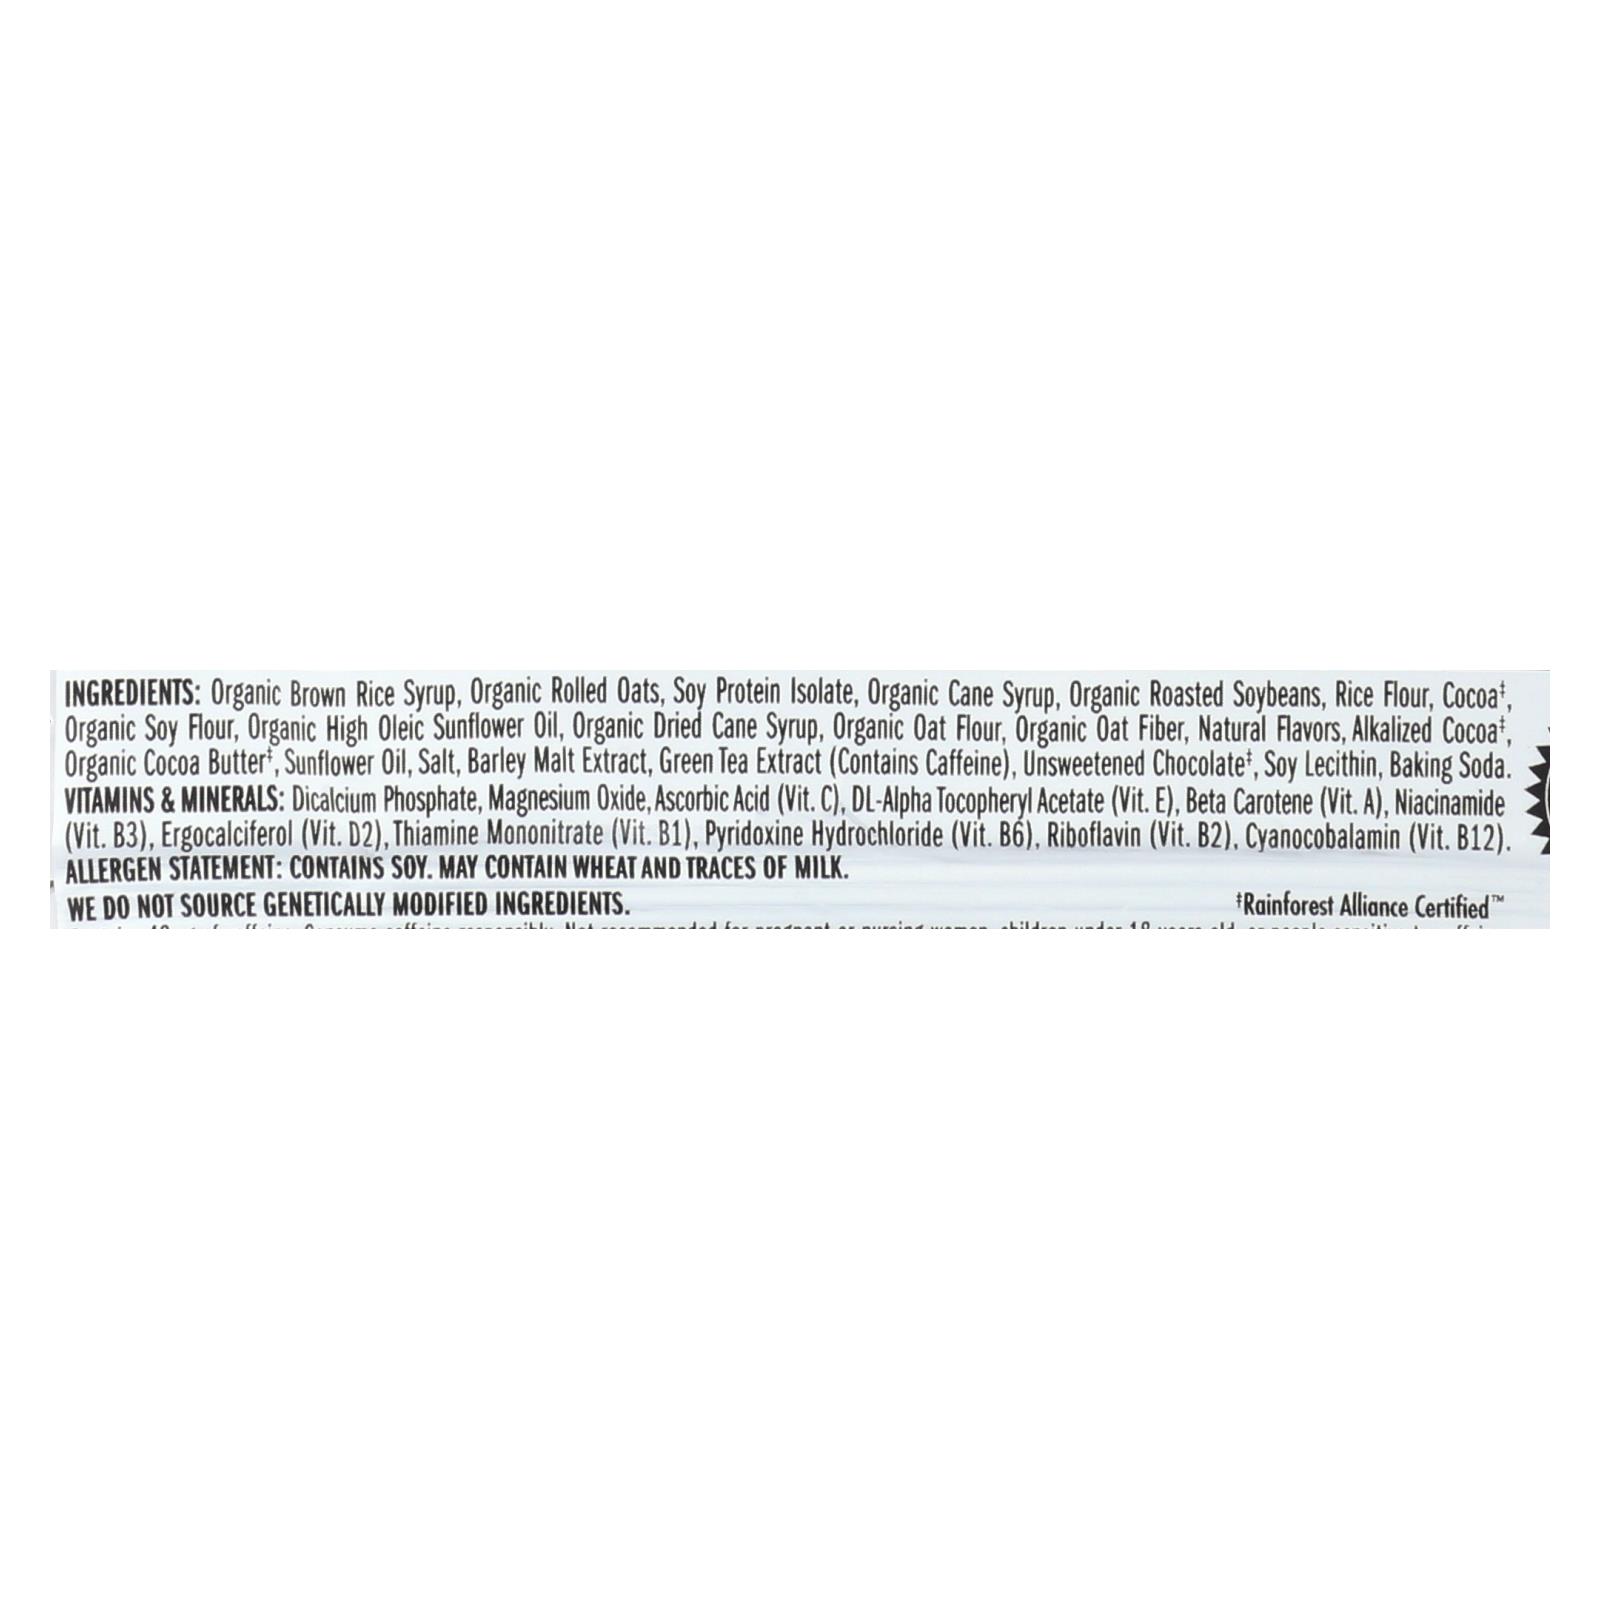 INGREDIENTS: Organic Brown Rice Syrup, Organic Rolled Oats, Soy Protein Isolate, Organic Cane Syrup, Organic Roasted Soybeans, Rice Flour, Cocoa‡,
Organic Soy Flour, Organic High Oleic Sunflower Oil, Organic Dried Cane Syrup, Organic Oat Flour, Organic Oat Fiber, Natural Flavors, Alkalized Cocoa‡,
Organic Cocoa Butter‡, Sunflower Oil, Salt, Barley Malt Extract, Green Tea Extract (Contains Caffeine), Unsweetened Chocolate‡, Soy Lecithin, Baking Soda.
VITAMINS & MINERALS: Dicalcium Phosphate, Magnesium Oxide, Ascorbic Acid (Vit. C), DL-Alpha Tocopheryl Acetate (Vit. E), Beta Carotene (Vit. A), Niacinamide
(Vit. B3), Ergocalciferol (Vit. D2), Thiamine Mononitrate (Vit. B1), Pyridoxine Hydrochloride (Vit. B6), Riboflavin (Vit. B2), Cyanocobalamin (Vit. B12).
ALLERGEN STATEMENT: CONTAINS SOY. MAY CONTAIN WHEAT AND TRACES OF MILK.
WE DO NOT SOURCE GENETICALLY MODIFIED INGREDIENTS.
‡Rainforest Alliance Certified™